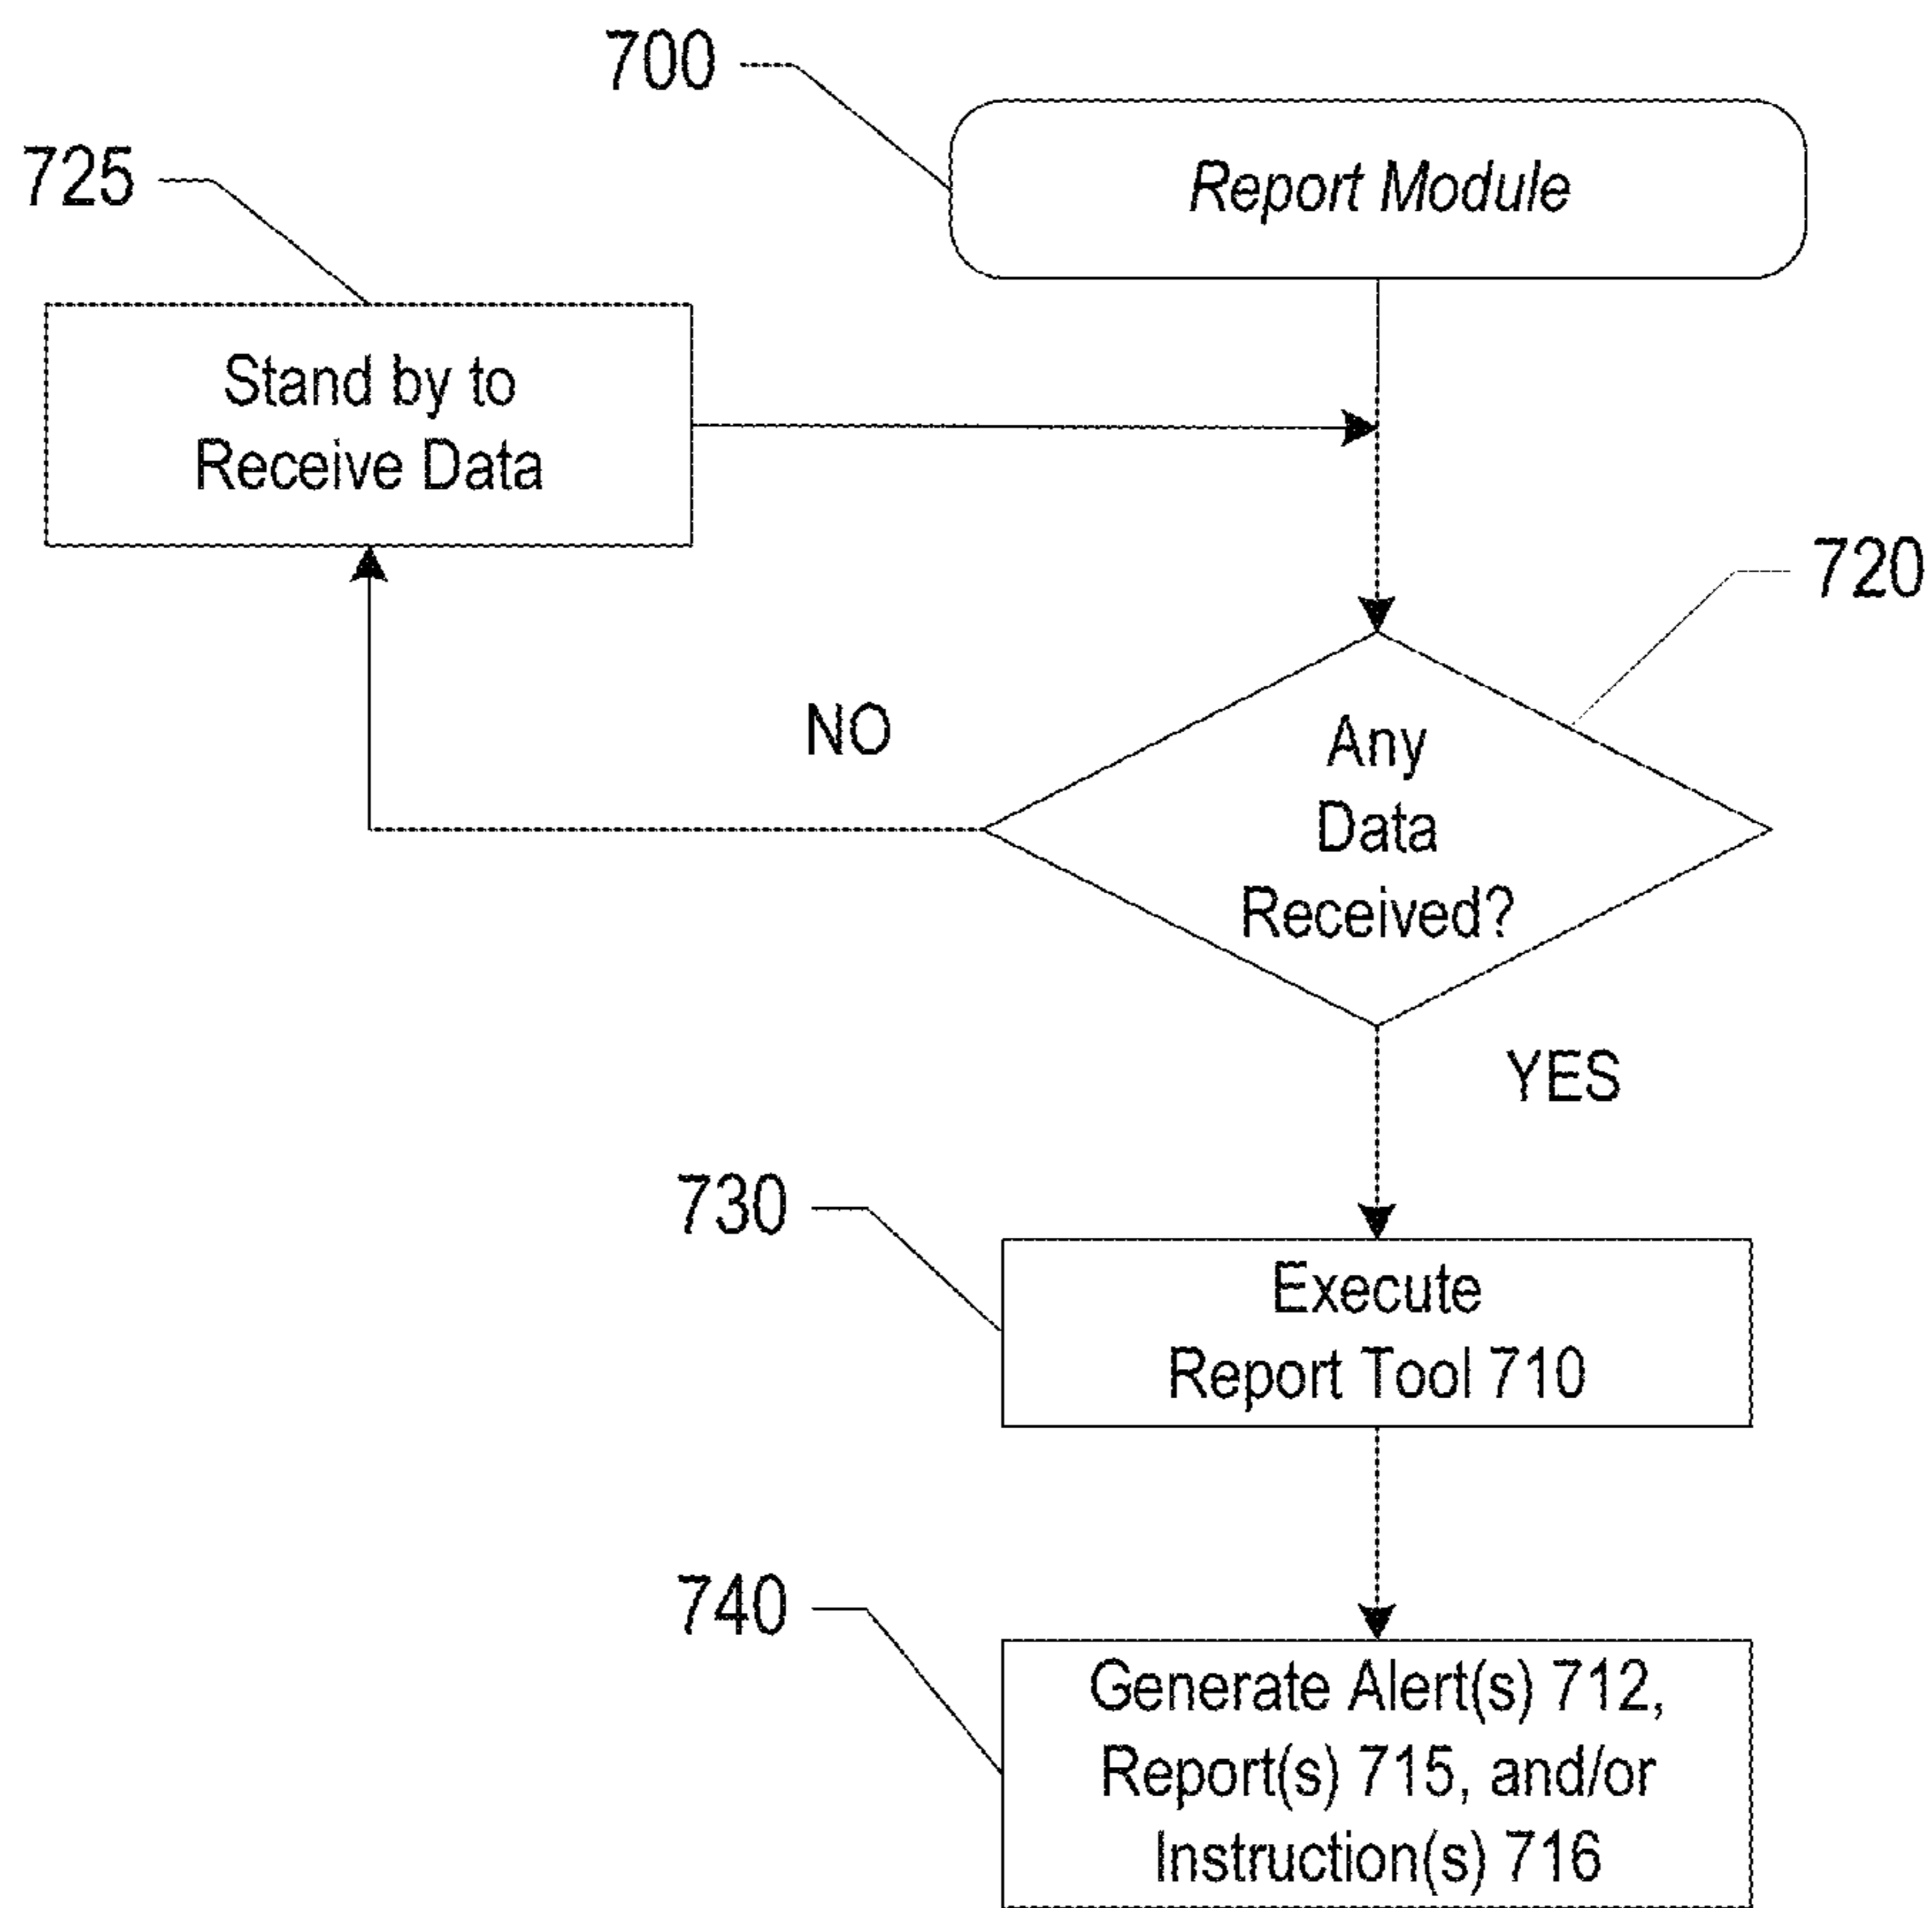 700
Report Module
725
Stand by to
Receive Data
720
NO
Any
Data
Received?
YES
730
Execute
Report Tool 710
740
Generate Alert(s) 712,
Report(s) 715, and/or
Instruction(s) 716